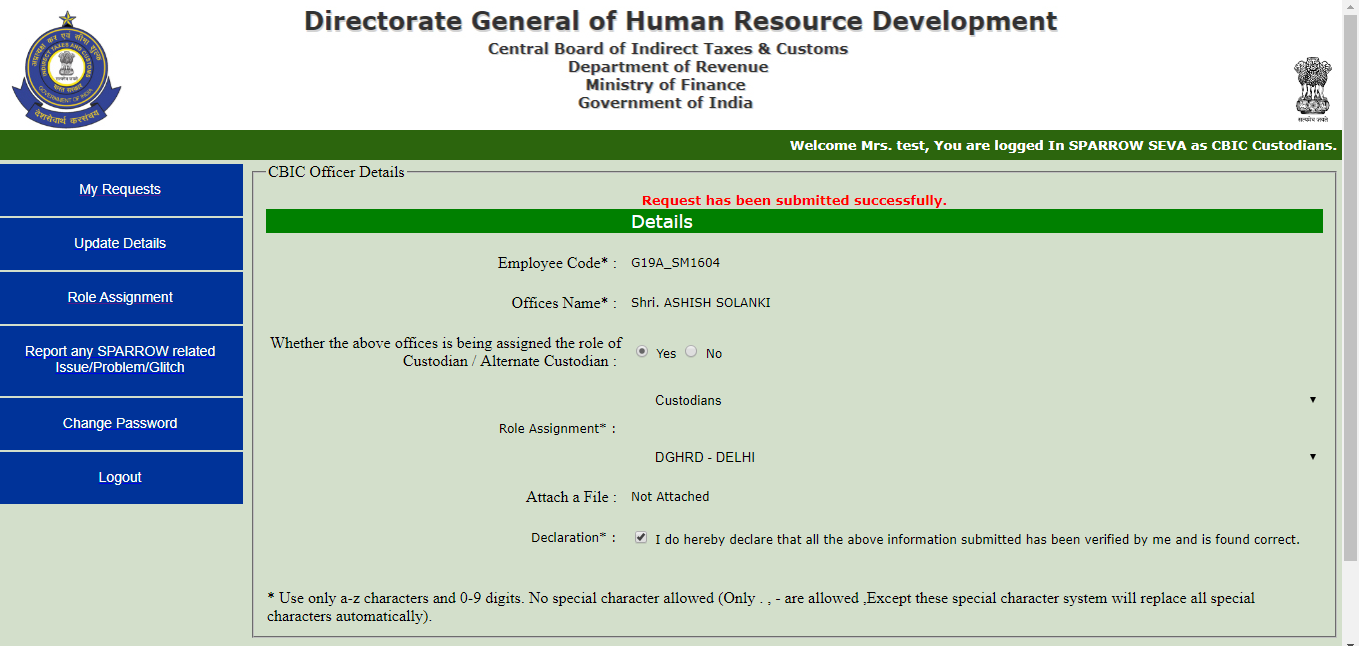 Directorate General of Human Resource Development
Central Board of Indirect Taxes & Customs
Department of Revenue
Ministry of Finance
Government of India
सत्यमेव जयते
Welcome Mrs. test, You are logged In SPARROW SEVA as CBIC Custodians.
My Requests
Update Details
Role Assignment
Report any SPARROW related
Issue/Problem/Glitch
Change Password
Logout
CBIC Officer Details
Request has been submitted successfully.
Details
Employee Code* : G19A_SM1604
Offices Name* : Shri. ASHISH SOLANKI
Whether the above offices is being assigned the role of
Custodian / Alternate Custodian : Yes No
Custodians
Role Assignment* :
DGHRD - DELHI
Attach a File : Not Attached
Declaration* : I do hereby declare that all the above information submitted has been verified by me and is found correct.
* Use only a-z characters and 0-9 digits. No special character allowed (Only . , - are allowed ,Except these special character system will replace all special
characters automatically).